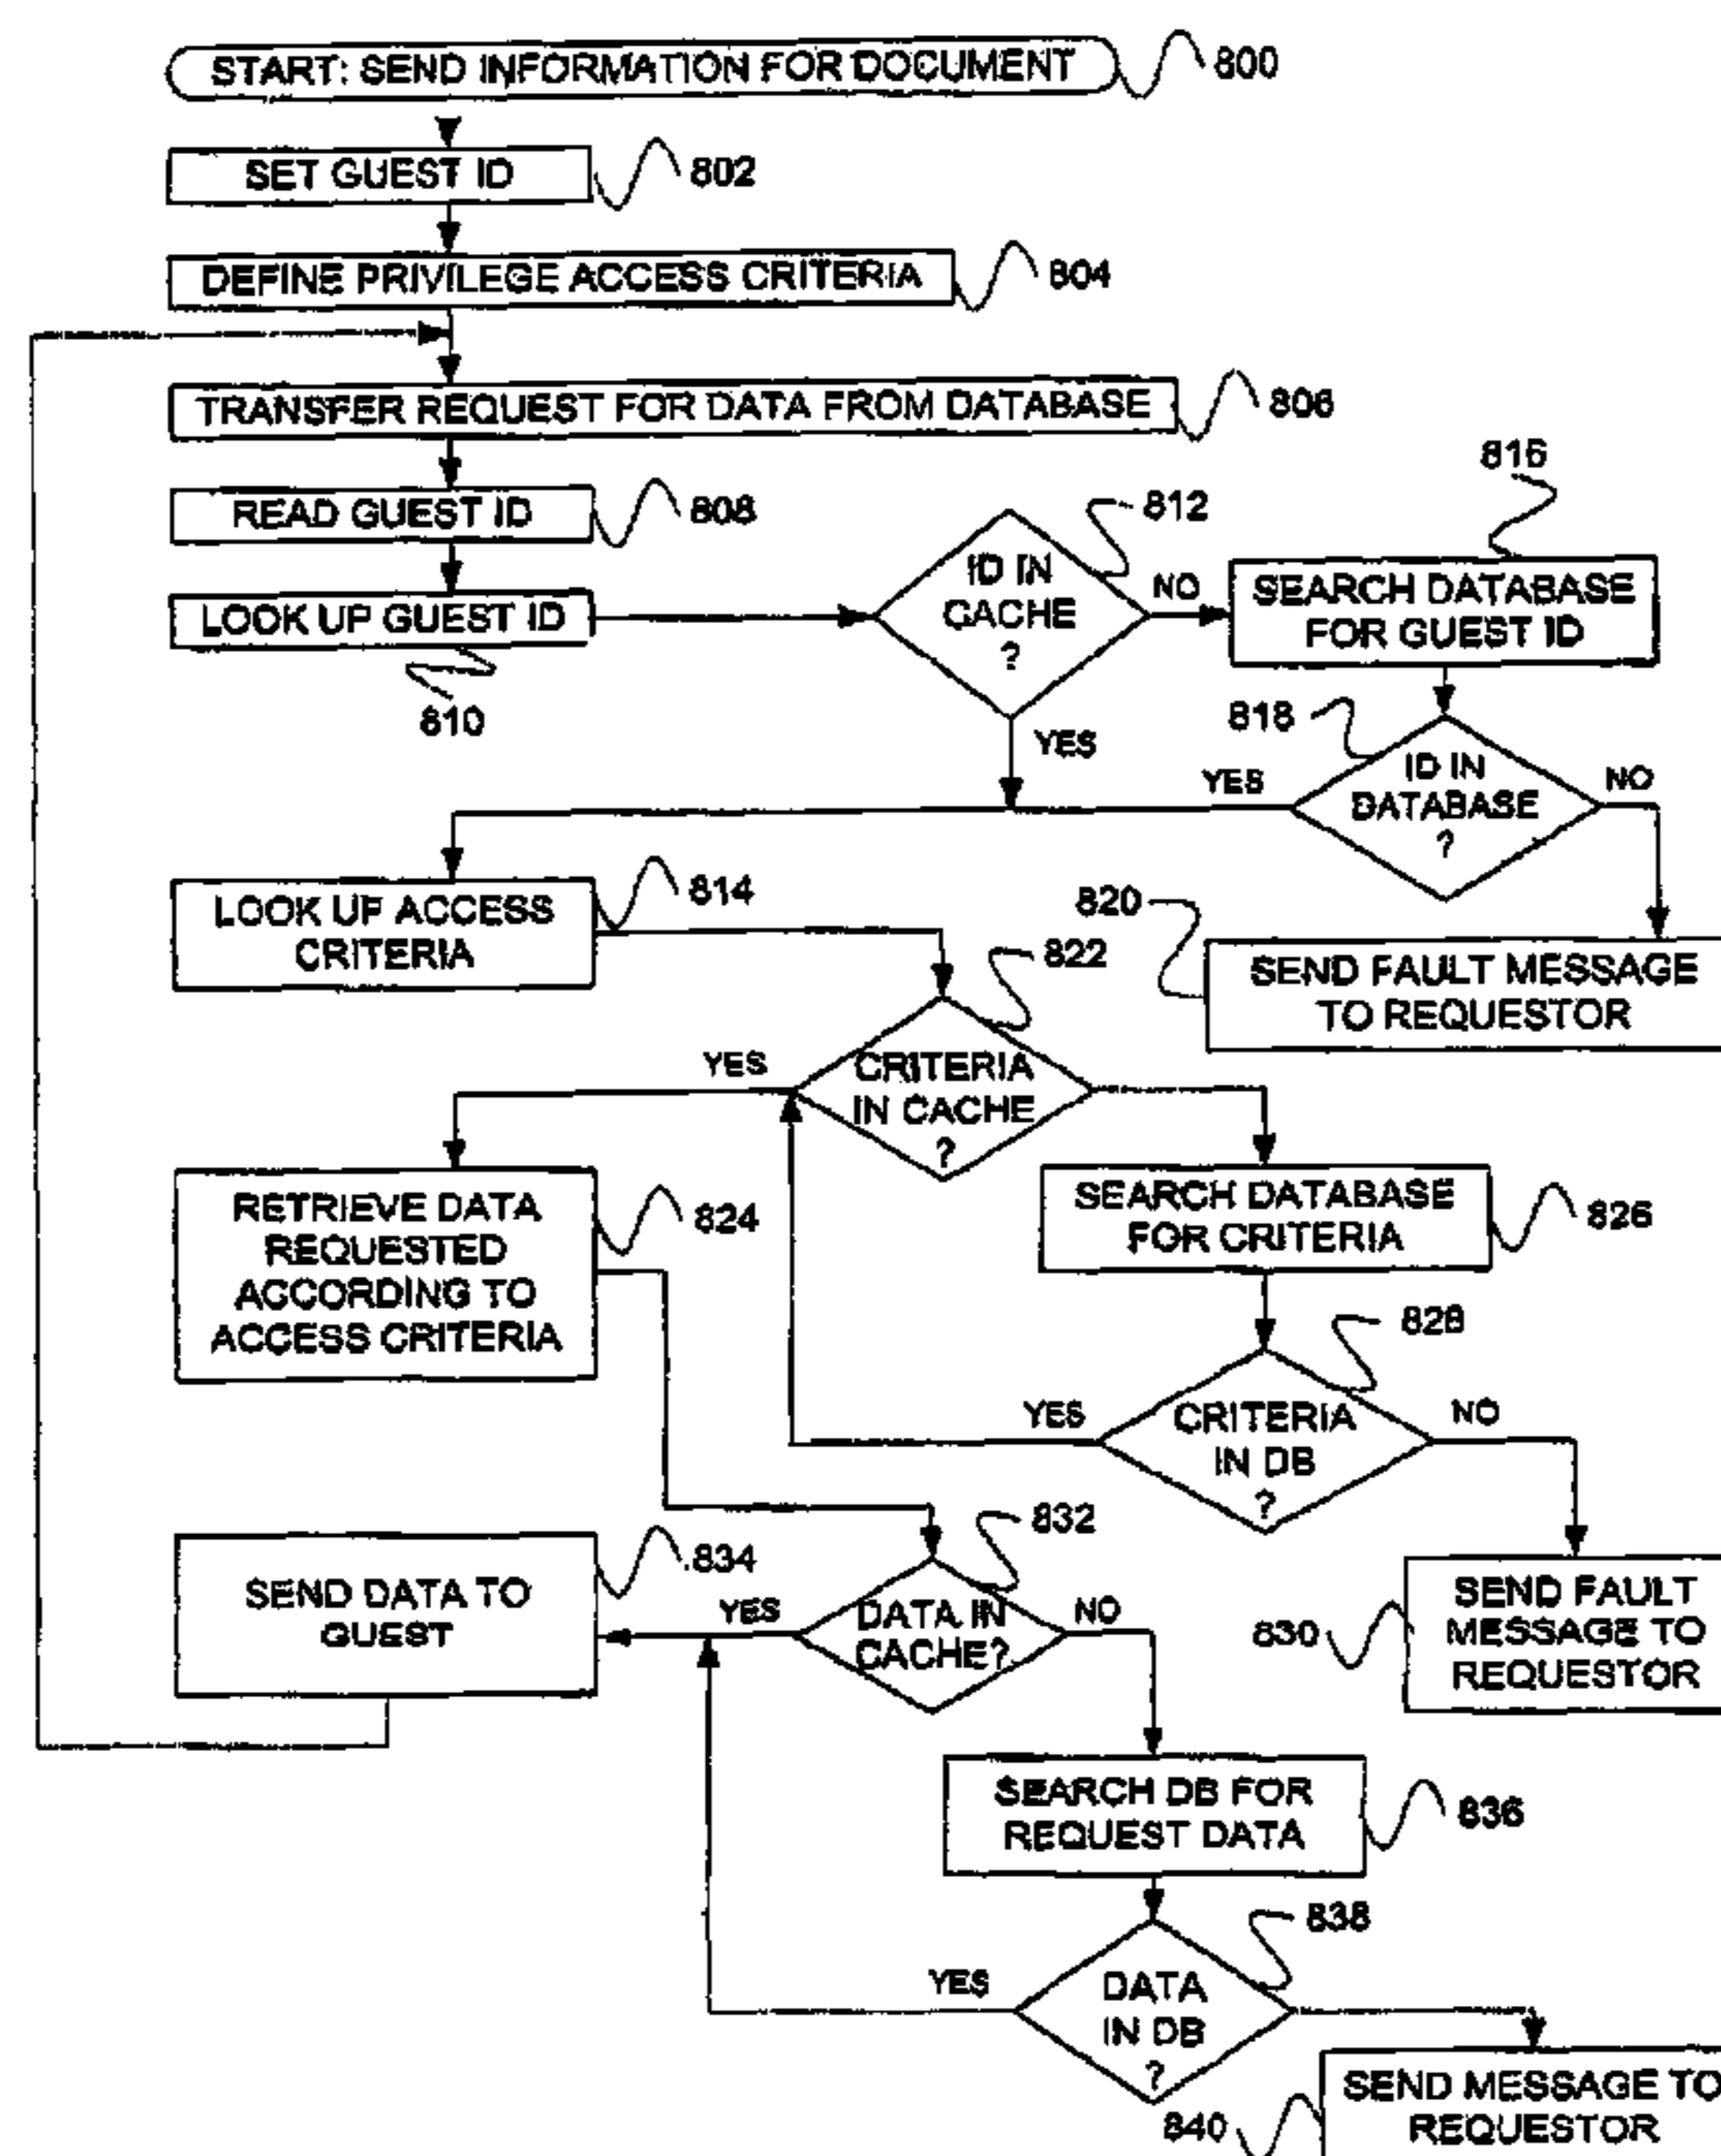 START: SEND INFORMATION FOR DOCUMENT
800
SET GUEST ID
802
DEFINE PRIVILEGE ACCESS CRITERIA
804
TRANSFER REQUEST FOR DATA FROM DATABASE
806
READ GUEST ID
808
LOOK UP GUEST ID
810
ID IN
CACHE
?
812
NO
YES
816
SEARCH DATABASE
FOR GUEST ID
818
ID IN
DATABASE
?
YES
NO
LOOK UP ACCESS
CRITERIA
814
820
SEND FAULT MESSAGE
TO REQUESTOR
822
CRITERIA
IN CACHE
?
YES
RETRIEVE DATA
REQUESTED
ACCORDING TO
ACCESS CRITERIA
824
SEARCH DATABASE
FOR CRITERIA
826
828
CRITERIA
IN DB
?
YES
NO
SEND FAULT
MESSAGE TO
REQUESTOR
830
832
DATA IN
CACHE?
YES
NO
SEND DATA TO
GUEST
834
SEARCH DB FOR
REQUEST DATA
836
838
DATA
IN DB
?
YES
SEND MESSAGE TO
REQUESTOR
840